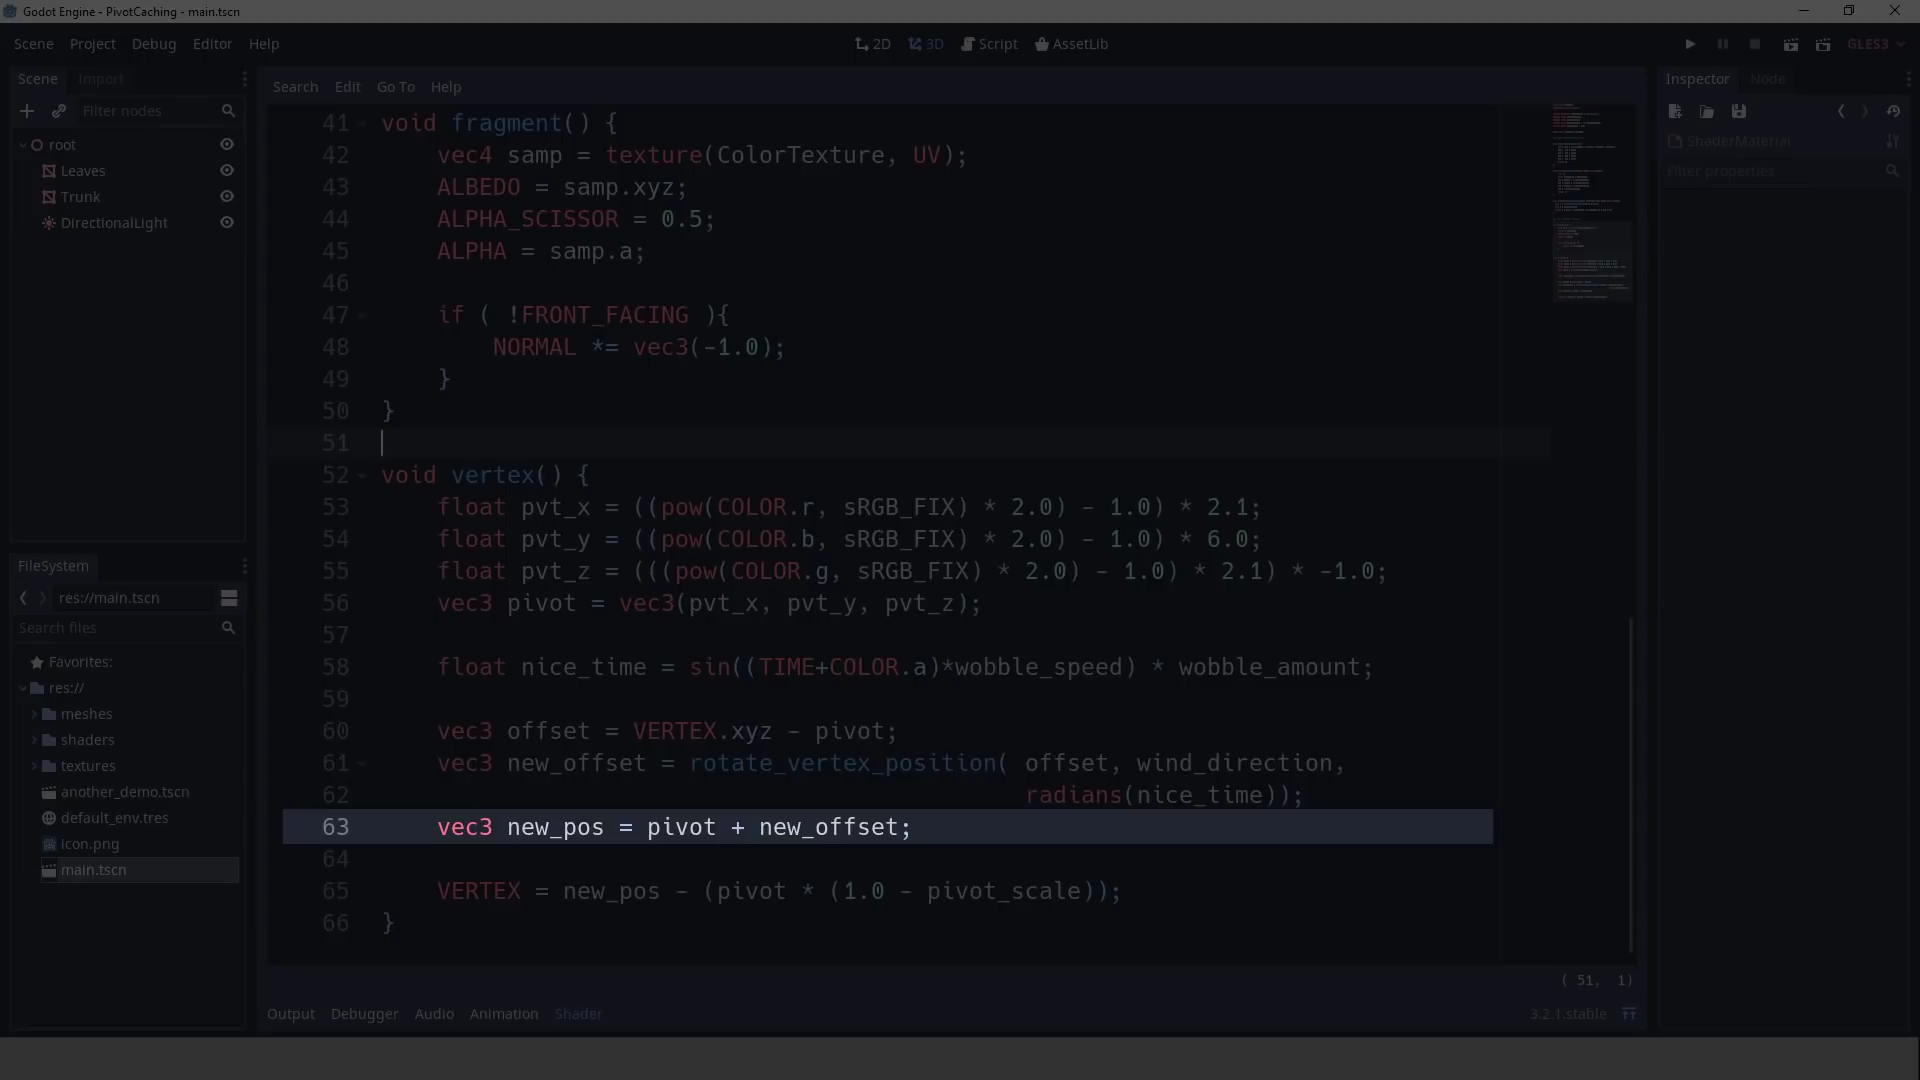 Godot Engine - PivotCaching - main.tscn
Scene Project Debug Editor Help
2D 3D Script AssetLib
GLES3
Scene Import
Filter nodes
root
Leaves
Trunk
DirectionalLight
FileSystem
res://main.tscn
Search files
Favorites:
res://
meshes
shaders
textures
another_demo.tscn
default_env.tres
icon.png
main.tscn
Search Edit Go To Help
41 void fragment() {
42 vec4 samp = texture(ColorTexture, UV);
43 ALBEDO = samp.xyz;
44 ALPHA_SCISSOR = 0.5;
45 ALPHA = samp.a;
46
47 if ( !FRONT_FACING ){
48 NORMAL *= vec3(-1.0);
49 }
50 }
51
52 void vertex() {
53 float pvt_x = ((pow(COLOR.r, sRGB_FIX) * 2.0) - 1.0) * 2.1;
54 float pvt_y = ((pow(COLOR.b, sRGB_FIX) * 2.0) - 1.0) * 6.0;
55 float pvt_z = (((pow(COLOR.g, sRGB_FIX) * 2.0) - 1.0) * 2.1) * -1.0;
56 vec3 pivot = vec3(pvt_x, pvt_y, pvt_z);
57
58 float nice_time = sin((TIME+COLOR.a)*wobble_speed) * wobble_amount;
59
60 vec3 offset = VERTEX.xyz - pivot;
61 vec3 new_offset = rotate_vertex_position( offset, wind_direction,
62 radians(nice_time));
63 vec3 new_pos = pivot + new_offset;
64
65 VERTEX = new_pos - (pivot * (1.0 - pivot_scale));
66 }
( 51, 1)
Output Debugger Audio Animation Shader
3.2.1.stable
Inspector Node
ShaderMaterial
Filter properties